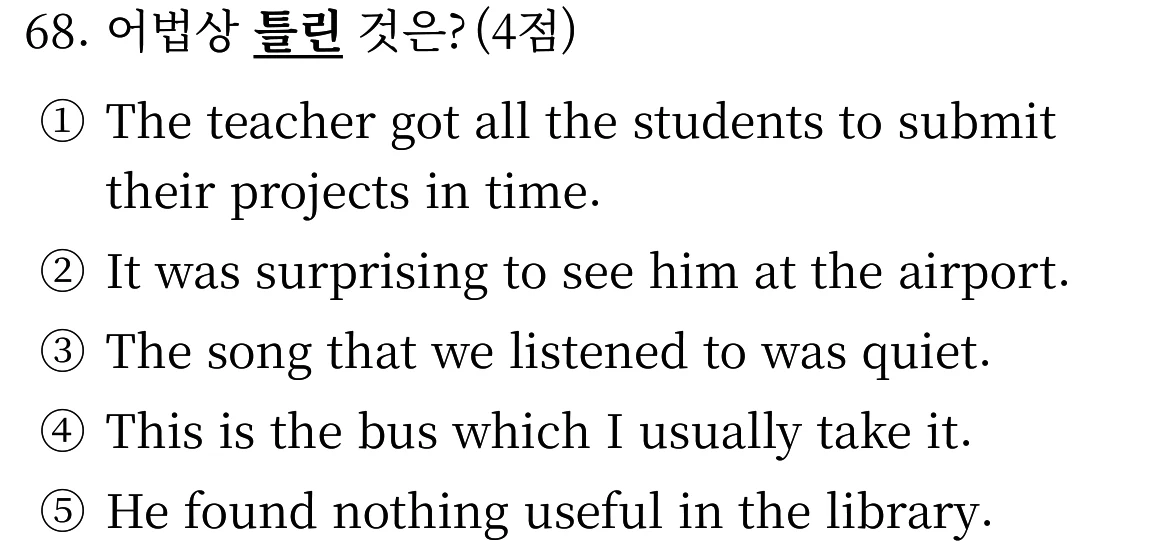 68. 어법상 틀린 것은? (4점)
① The teacher got all the students to submit
their projects in time.
② It was surprising to see him at the airport.
③ The song that we listened to was quiet.
④ This is the bus which I usually take it.
⑤ He found nothing useful in the library.